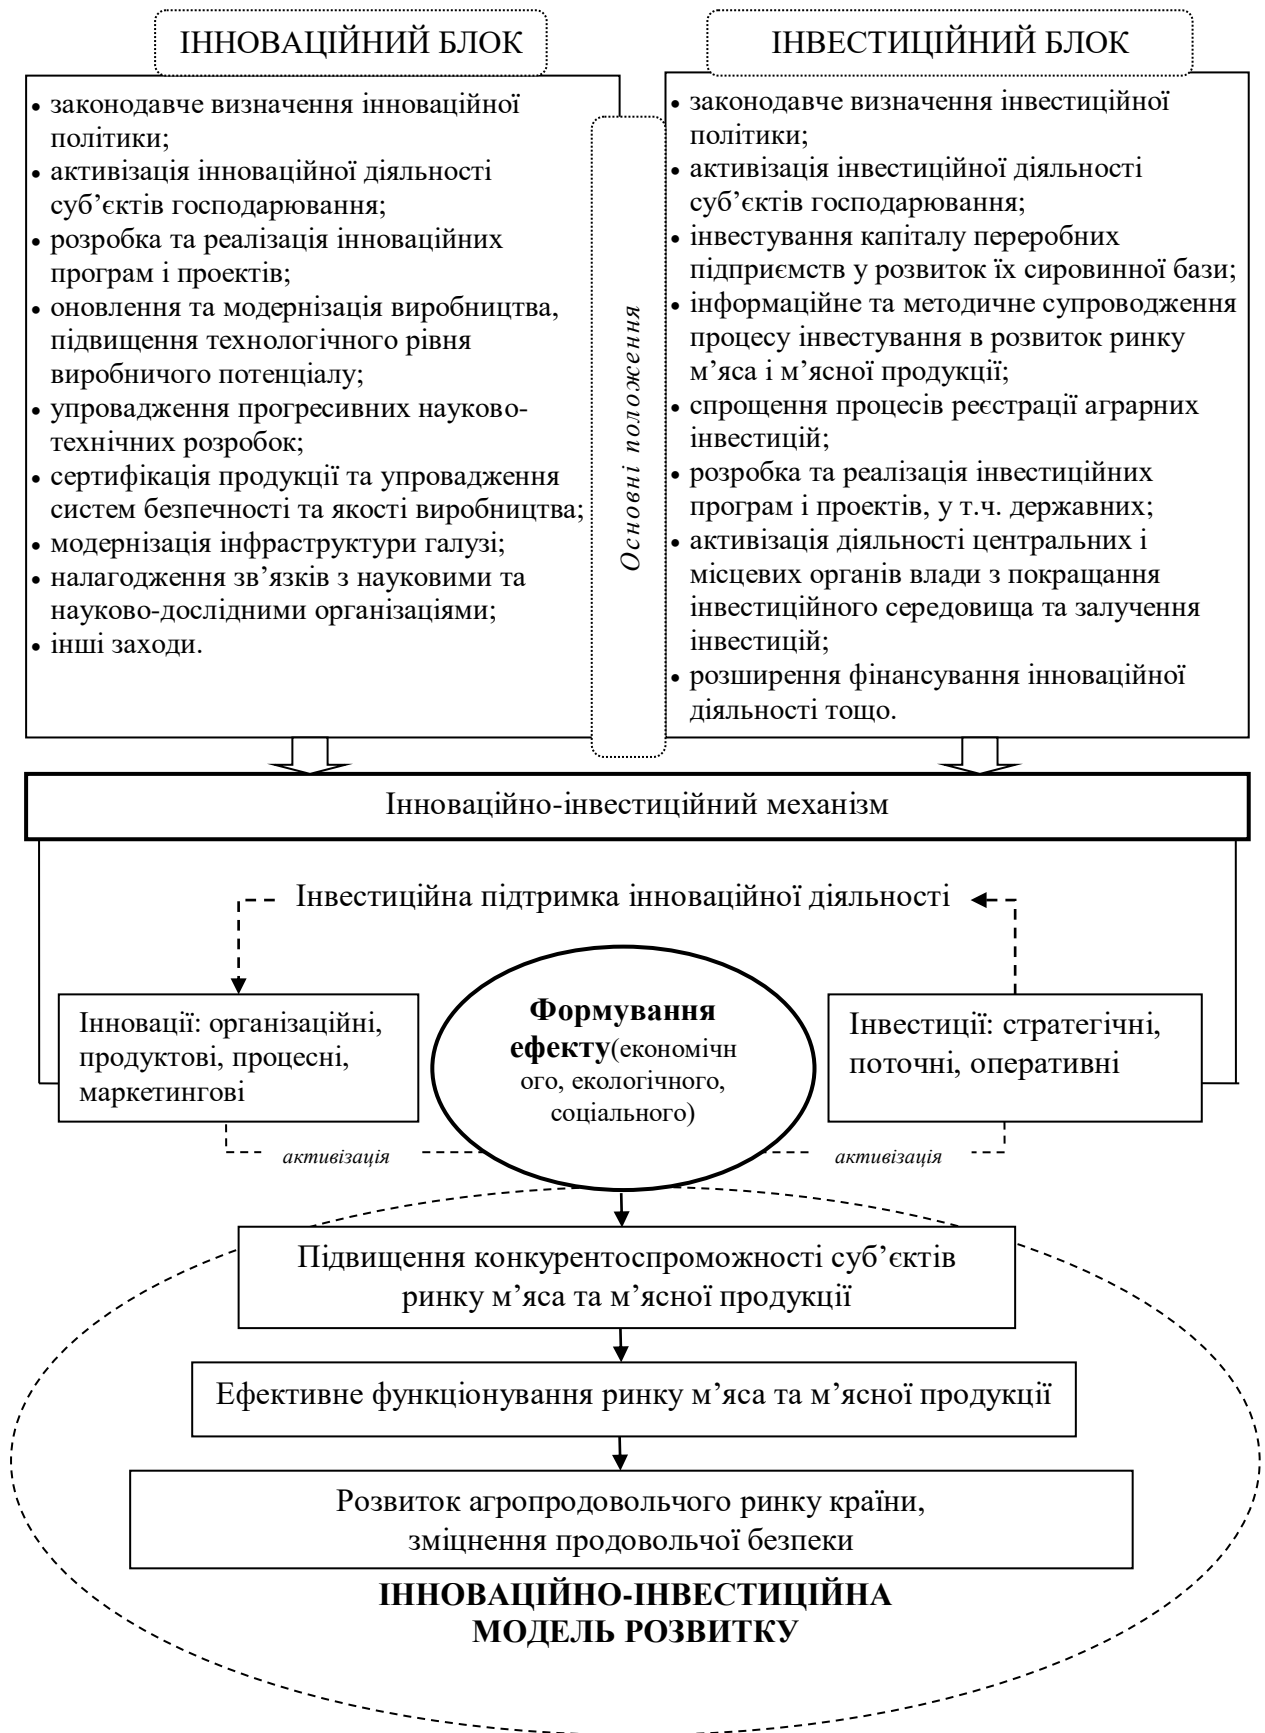 ІННОВАЦІЙНИЙ БЛОК
• законодавче визначення інноваційної
політики;
• активізація інноваційної діяльності
суб’єктів господарювання;
• розробка та реалізація інноваційних
програм і проектів;
• оновлення та модернізація виробництва,
підвищення технологічного рівня
виробничого потенціалу;
• упровадження прогресивних науково-
технічних розробок;
• сертифікація продукції та упровадження
систем безпечності та якості виробництва;
• модернізація інфраструктури галузі;
• налагодження зв’язків з науковими та
науково-дослідними організаціями;
• інші заходи.
Основні положення
ІНВЕСТИЦІЙНИЙ БЛОК
• законодавче визначення інвестиційної
політики;
• активізація інвестиційної діяльності
суб’єктів господарювання;
• інвестування капіталу переробних
підприємств у розвиток їх сировинної бази;
• інформаційне та методичне супроводження
процесу інвестування в розвиток ринку
м’яса і м’ясної продукції;
• спрощення процесів реєстрації аграрних
інвестицій;
• розробка та реалізація інвестиційних
програм і проектів, у т.ч. державних;
• активізація діяльності центральних і
місцевих органів влади з покращання
інвестиційного середовища та залучення
інвестицій;
• розширення фінансування інноваційної
діяльності тощо.
Інноваційно-інвестиційний механізм
Інвестиційна підтримка інноваційної діяльності
Інновації: організаційні,
продуктові, процесні,
маркетингові
Формування
ефекту(економічн
ого, екологічного,
соціального)
Інвестиції: стратегічні,
поточні, оперативні
активізація
активізація
Підвищення конкурентоспроможності суб’єктів
ринку м’яса та м’ясної продукції
Ефективне функціонування ринку м’яса та м’ясної продукції
Розвиток агропродовольчого ринку країни,
зміцнення продовольчої безпеки
ІННОВАЦІЙНО-ІНВЕСТИЦІЙНА
МОДЕЛЬ РОЗВИТКУ